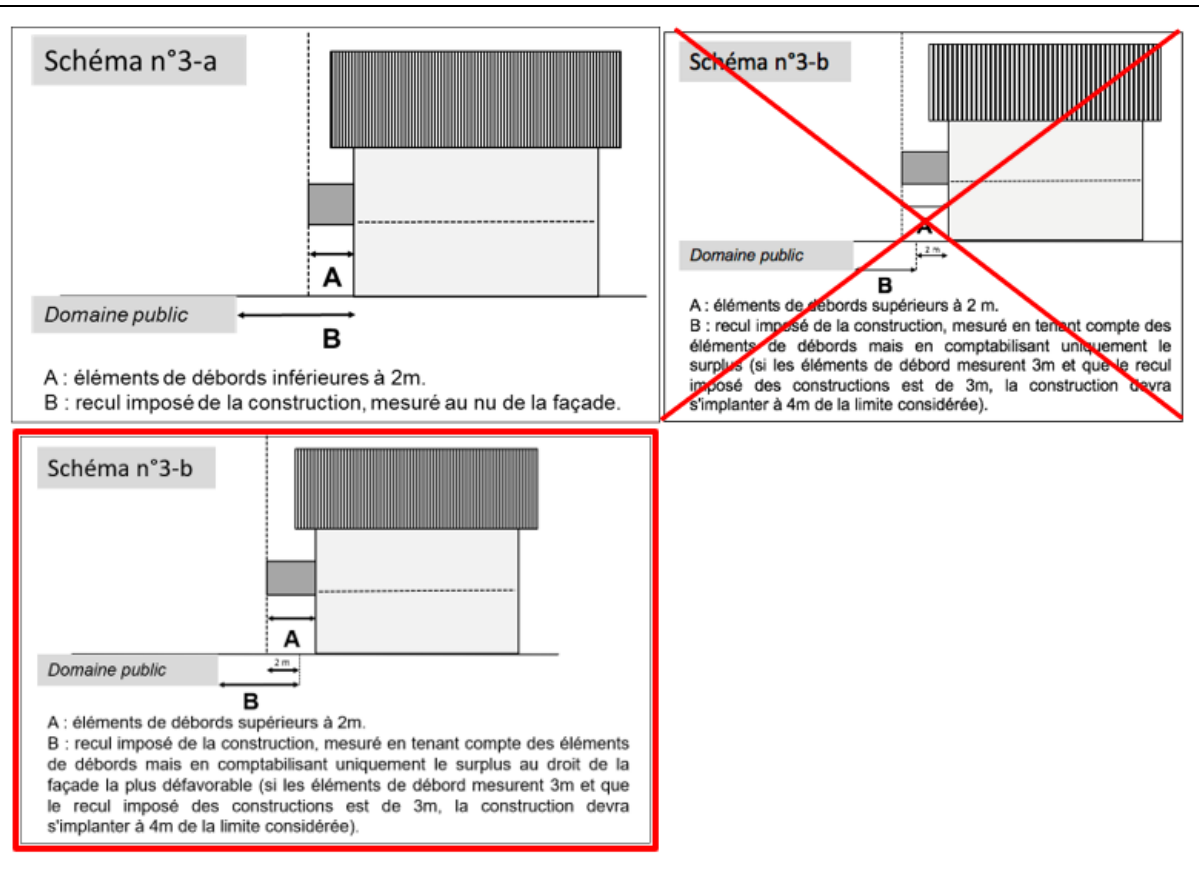 Schéma n°3-a
A
Domaine public
B
A : éléments de débords inférieures à 2m.
B : recul imposé de la construction, mesuré au nu de la façade.
Schéma n°3-b
A
Domaine public
2 m
B
A : éléments de débords supérieurs à 2 m.
B : recul imposé de la construction, mesuré en tenant compte des
éléments de débords mais en comptabilisant uniquement le
surplus (si les éléments de débord mesurent 3m et que le recul
imposé des constructions est de 3m, la construction devra
s'implanter à 4m de la limite considérée).
Schéma n°3-b
A
Domaine public
2 m
B
A : éléments de débords supérieurs à 2m.
B : recul imposé de la construction, mesuré en tenant compte des éléments
de débords mais en comptabilisant uniquement le surplus au droit de la
façade la plus défavorable (si les éléments de débord mesurent 3m et que
le recul imposé des constructions est de 3m, la construction devra
s'implanter à 4m de la limite considérée).